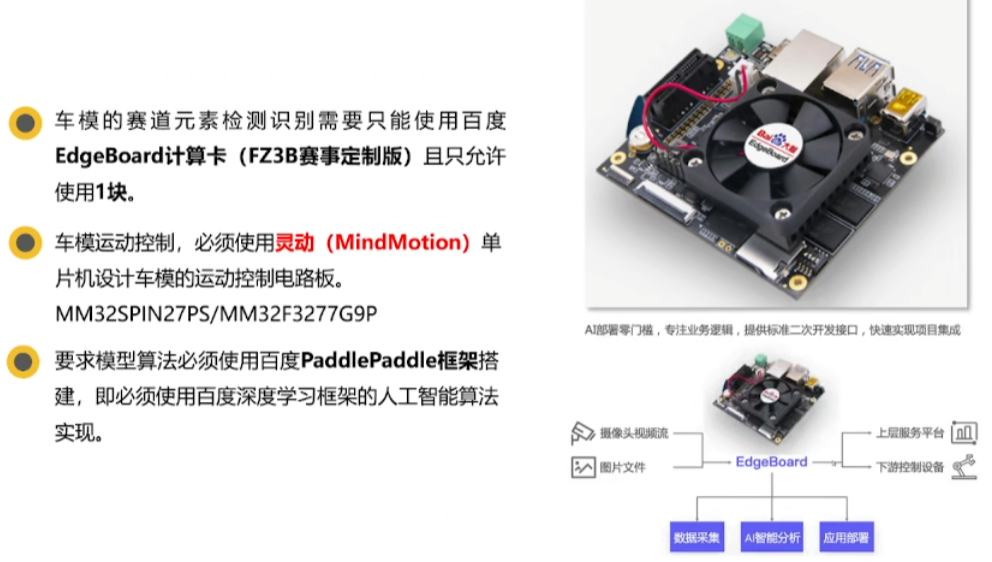 车模的赛道元素检测识别需要只能使用百度
EdgeBoard计算卡（FZ3B赛事定制版）且只允许
使用1块。
车模运动控制，必须使用灵动（MindMotion）单
片机设计车模的运动控制电路板。
MM32SPIN27PS/MM32F3277G9P
要求模型算法必须使用百度PaddlePaddle框架搭
建，即必须使用百度深度学习框架的人工智能算法
实现。
Bai大脑
EdgeBoard
AI部署零门槛，专注业务逻辑，提供标准二次开发接口，快速实现项目集成
摄像头视频流
上层服务平台
EdgeBoard
图片文件
下游控制设备
数据采集
AI智能分析
应用部署